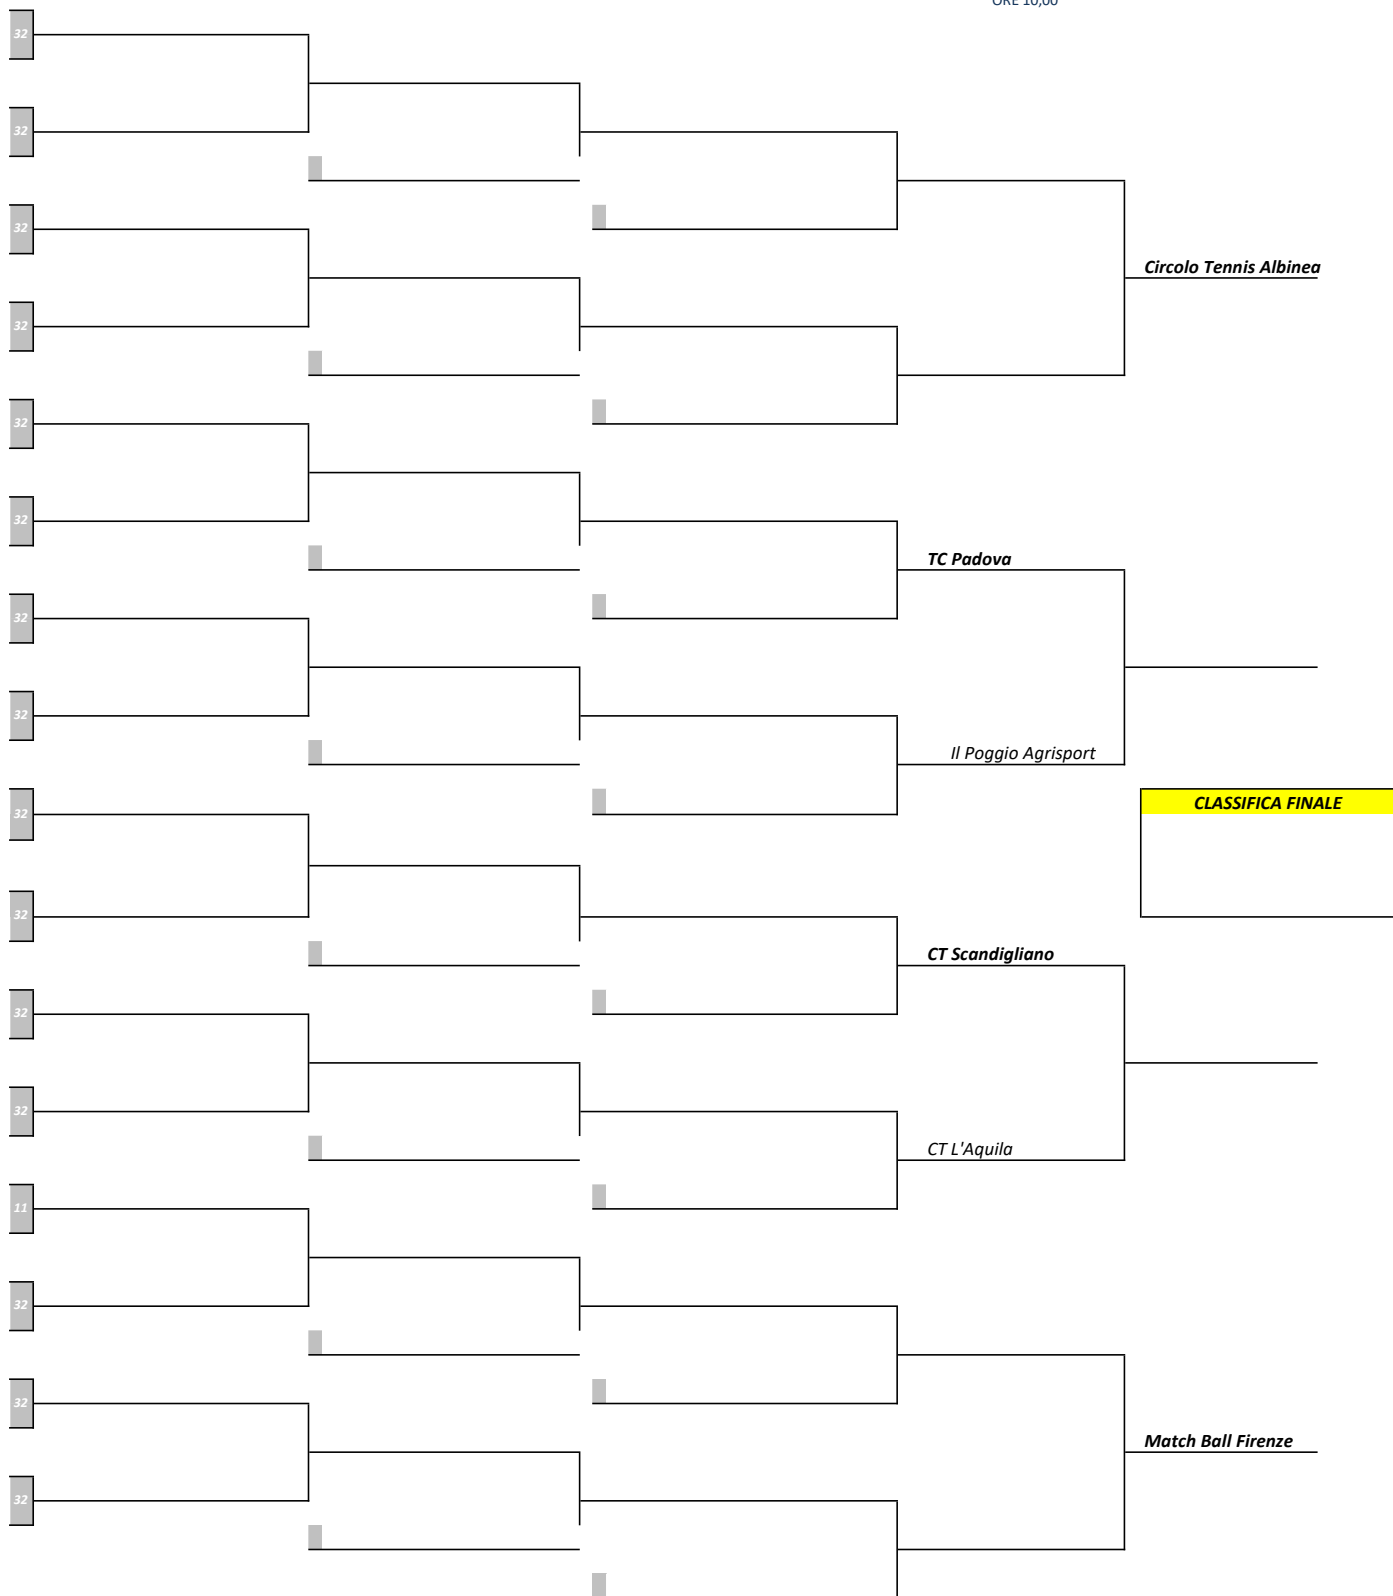 ORE 10,00
32
32
32
32
Circolo Tennis Albinea
32
32
TC Padova
32
32
Il Poggio Agrisport
32
CLASSIFICA FINALE
32
CT Scandigliano
32
32
CT L'Aquila
11
32
32
Match Ball Firenze
32